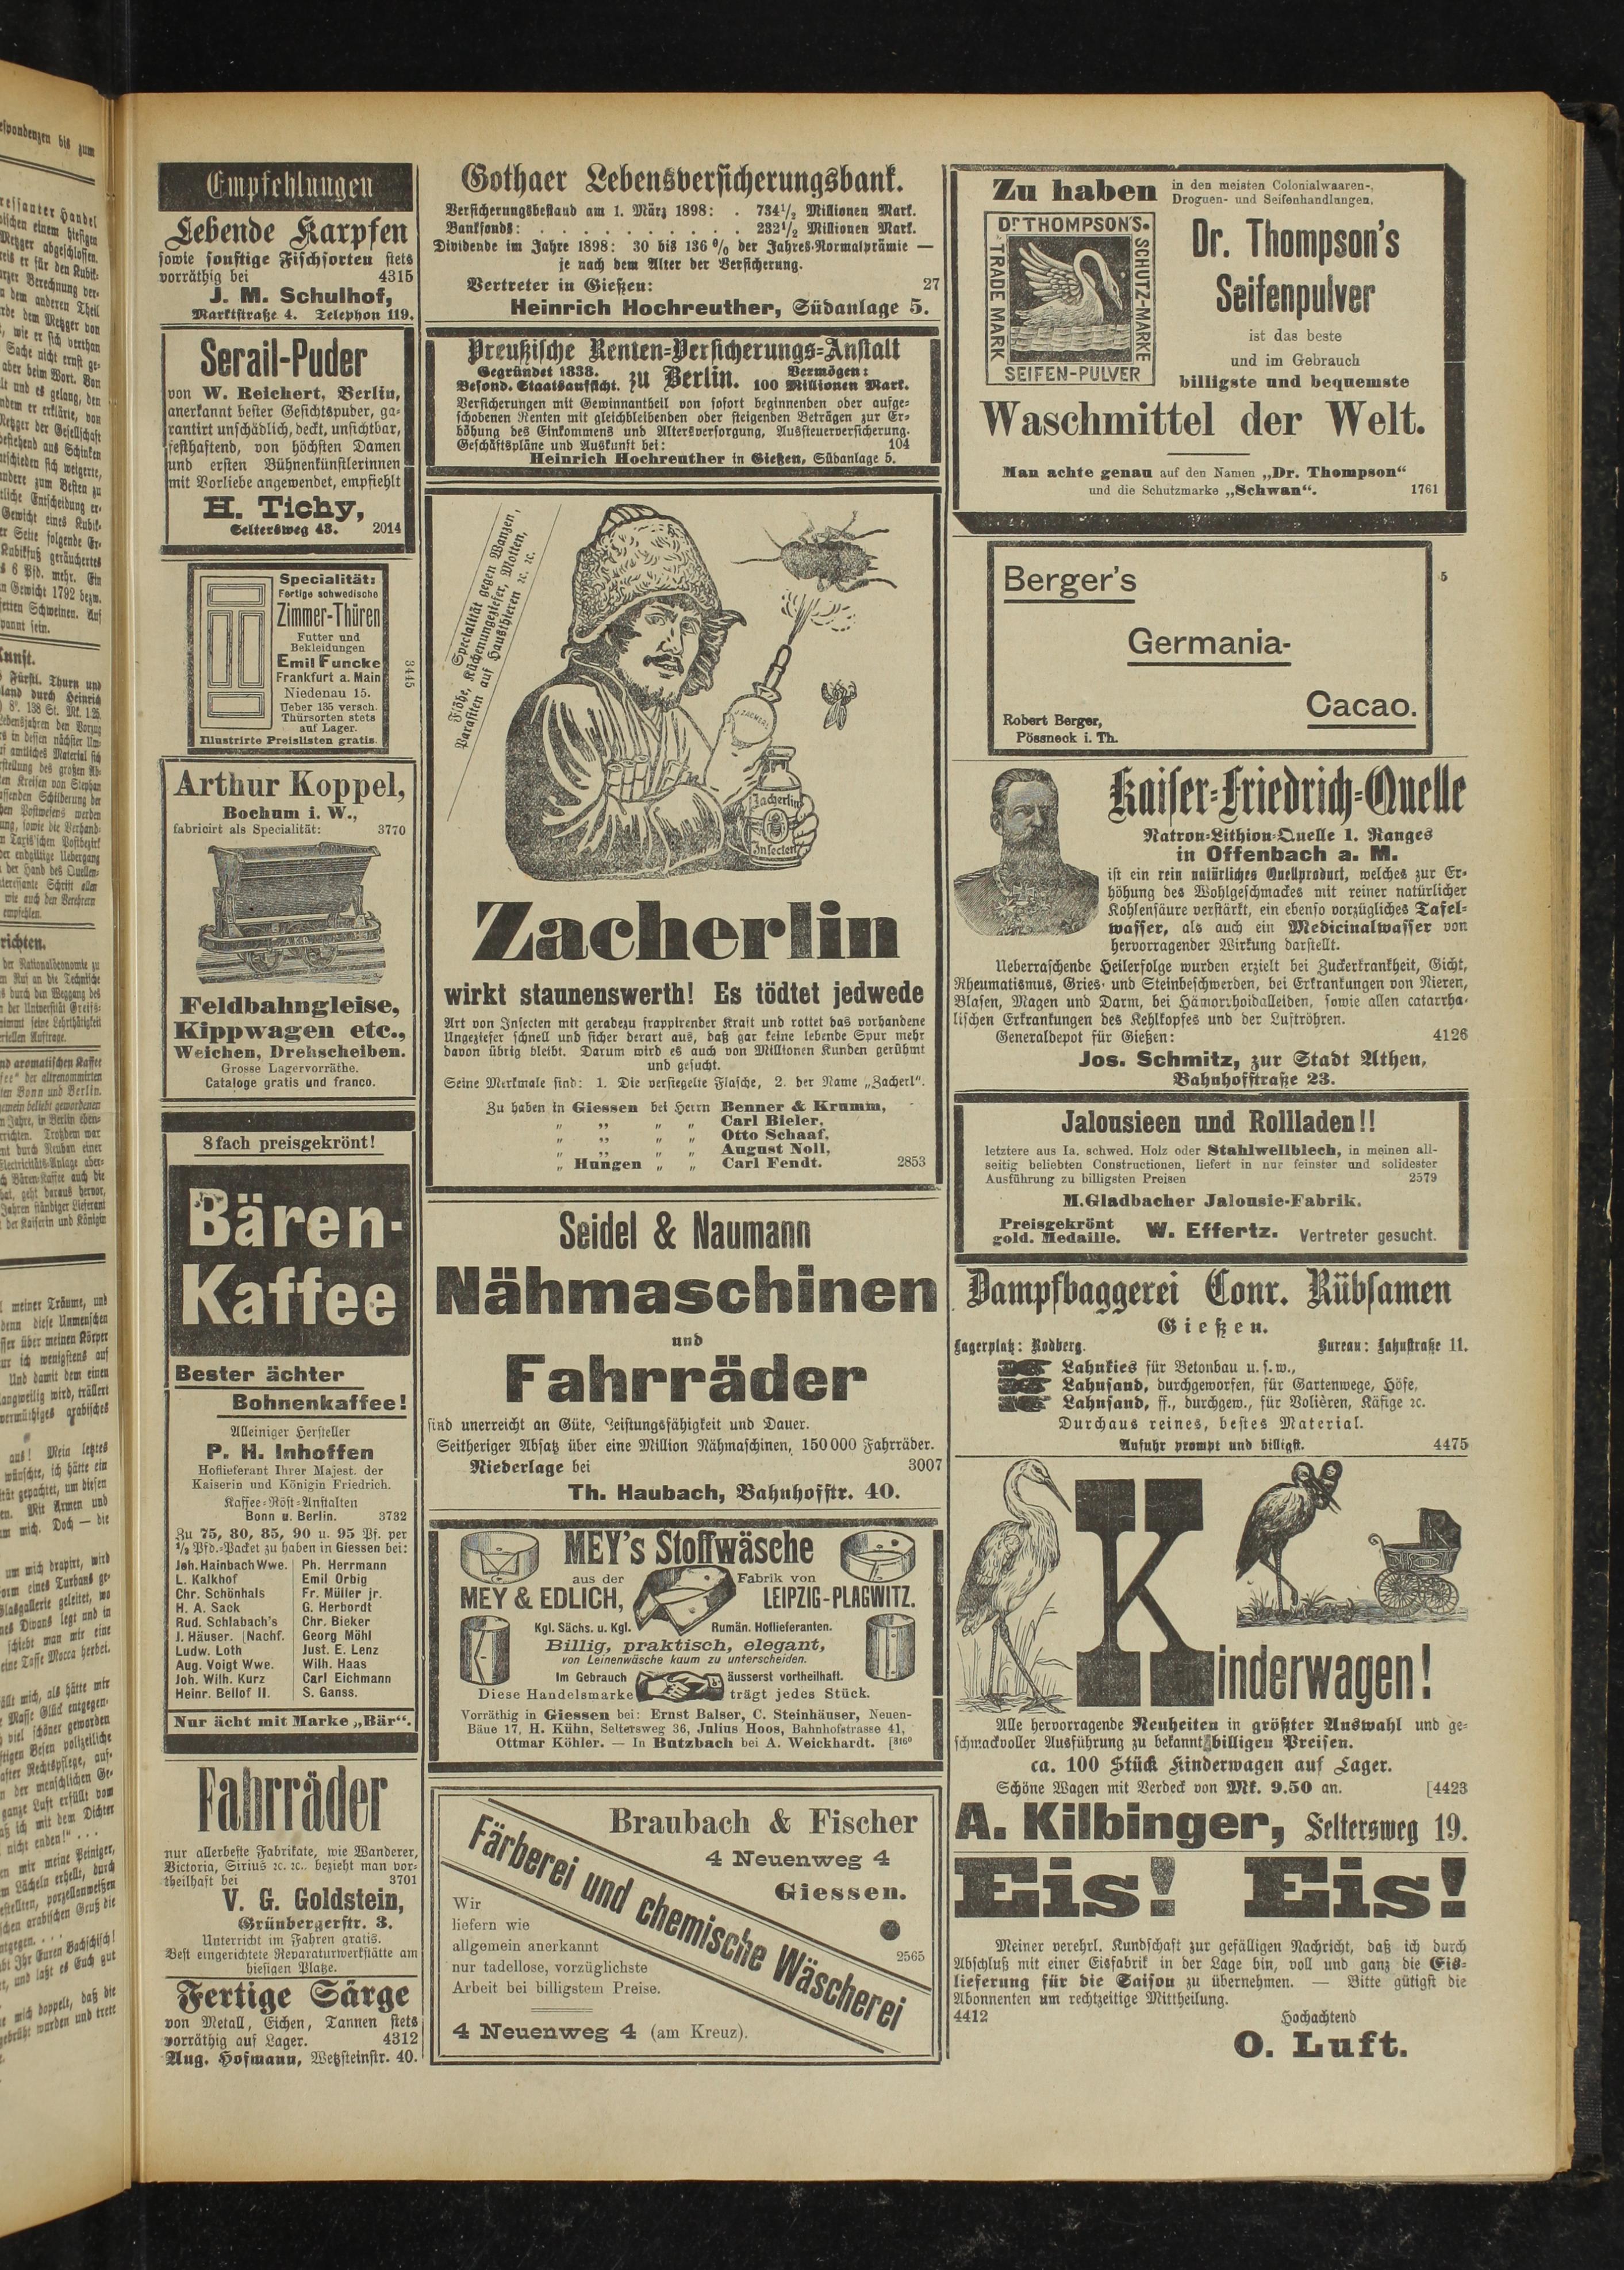 Empfehlungen
Lebende Karpfen
sowie sonstige Fischsorten stets
vorräthig bei 4315
J. M. Schulhof,
Marktstraße 4. Telephon 119.
Serail-Puder
von W. Reichert, Berlin,
anerkannt bester Gesichtspuder, ga-
rantirt unschädlich, deckt, unsichtbar,
festhaftend, von höchsten Damen
und ersten Bühnenkünstlerinnen
mit Vorliebe angewendet, empfiehlt
H. Tichy,
Seltersweg 43. 2014
Specialität:
Fertige schwedische
Zimmer-Thüren
Futter und
Bekleidungen
Emil Funcke
Frankfurt a. Main
Niedenau 15.
Ueber 135 versch.
Thürsorten stets
auf Lager.
Illustrirte Preislisten gratis.
3445
Arthur Koppel,
Bochum i. W.,
fabricirt als Specialität: 3770
Feldbahngleise,
Kippwagen etc.,
Weichen, Drehscheiben.
Grosse Lagervorräthe.
Cataloge gratis und franco.
8fach preisgekrönt!
Bären-
Kaffee
Bester ächter
Bohnenkaffee!
Alleiniger Hersteller
P. H. Inhoffen
Hoflieferant Ihrer Majest. der
Kaiserin und Königin Friedrich.
Kaffee-Röst-Anstalten
Bonn u. Berlin. 3732
Zu 75, 80, 85, 90 u. 95 Pf. per
1/2 Pfd.-Packet zu haben in Giessen bei:
Joh. Hainbach Wwe. Ph. Herrmann
L. Kalkhof Emil Orbig
Chr. Schönhals Fr. Müller jr.
H. A. Sack G. Herbordt
Rud. Schlabach's Chr. Bieker
J. Häuser. [Nachf. Georg Möhl
Ludw. Loth Just. E. Lenz
Aug. Voigt Wwe. Wilh. Haas
Joh. Wilh. Kurz Carl Eichmann
Heinr. Bellof II. S. Ganss.
Nur ächt mit Marke „Bär“.
Fahrräder
nur allerbeste Fabrikate, wie Wanderer,
Victoria, Sirius ꝛc. ꝛc.. bezieht man vor-
theilhaft bei 3701
V. G. Goldstein,
Grünbergerstr. 3.
Unterricht im Fahren gratis.
Best eingerichtete Reparaturwerkstätte am
hiesigen Platze.
Fertige Särge
von Metall, Eichen, Tannen stets
vorräthig auf Lager. 4312
Aug. Hofmann, Wetzsteinstr. 40.
Gothaer Lebensversicherungsbank.
Versicherungsbestand am 1. März 1898: . 734 1/2 Millionen Mark.
Bankfonds: . . . . . . . . . . . 232 1/2 Millionen Mark.
Dividende im Jahre 1898: 30 bis 136 % der Jahres-Normalprämie —
je nach dem Alter der Versicherung.
Vertreter in Gießen: 27
Heinrich Hochreuther, Südanlage 5.
Preußische Renten-Versicherungs-Anstalt
Gegründet 1838. zu Berlin. Vermögen:
Besond. Staatsaufsicht. 100 Millionen Mark.
Versicherungen mit Gewinnantheil von sofort beginnenden oder aufge-
schobenen Renten mit gleichbleibenden oder steigenden Beträgen zur Er-
höhung des Einkommens und Altersversorgung, Aussteuerversicherung.
Geschäftspläne und Auskunft bei: 104
Heinrich Hochreuther in Gießen, Südanlage 5.
Specialität gegen Wanzen,
Flöhe, Küchenungeziefer, Motten,
Parasiten auf Hausthieren ꝛc. ꝛc.
Zacherlin
Insecten
Zacherlin
wirkt staunenswerth! Es tödtet jedwede
Art von Insecten mit geradezu frappirender Kraft und rottet das vorhandene
Ungeziefer schnell und sicher derart aus, daß gar keine lebende Spur mehr
davon übrig bleibt. Darum wird es auch von Millionen Kunden gerühmt
und gesucht.
Seine Merkmale sind: 1. Die versiegelte Flasche, 2. der Name „Zacherl“.
Zu haben in Giessen bei Herrn Benner & Krumm,
„ „ „ „ Carl Bieler,
„ „ „ „ Otto Schaaf,
„ „ „ „ August Noll,
„ Hungen „ „ Carl Fendt. 2853
Seidel & Naumann
Nähmaschinen
und
Fahrräder
sind unerreicht an Güte, Leistungsfähigkeit und Dauer.
Seitheriger Absatz über eine Million Nähmaschinen, 150 000 Fahrräder.
Niederlage bei 3007
Th. Haubach, Bahnhofstr. 40.
MEY's Stoffwäsche
aus der Fabrik von
MEY & EDLICH, LEIPZIG-PLAGWITZ.
Kgl. Sächs. u. Kgl. Rumän. Hoflieferanten.
Billig, praktisch, elegant,
von Leinenwäsche kaum zu unterscheiden.
Im Gebrauch äusserst vortheilhaft.
Diese Handelsmarke trägt jedes Stück.
Vorräthig in Giessen bei: Ernst Balser, C. Steinhäuser, Neuen-
Bäue 17, H. Kühn, Seltersweg 36, Julius Hoos, Bahnhofstrasse 41,
Ottmar Köhler. — In Butzbach bei A. Weickhardt. [3160
Braubach & Fischer
4 Neuenweg 4
Giessen.
Färberei und chemische Wäscherei
2565
Wir
liefern wie
allgemein anerkannt
nur tadellose, vorzüglichste
Arbeit bei billigstem Preise.
4 Neuenweg 4 (am Kreuz).
Zu haben in den meisten Colonialwaaren-,
Droguen- und Seifenhandlungen,
DR THOMPSON'S
TRADE MARK
SCHUTZ-MARKE
SEIFEN-PULVER
Dr. Thompson's
Seifenpulver
ist das beste
und im Gebrauch
billigste und bequemste
Waschmittel der Welt.
Man achte genau auf den Namen „Dr. Thompson“
und die Schutzmarke „Schwan“. 1761
Berger's
Germania-
Cacao.
Robert Berger,
Pössneck i. Th.
5
Kaiser-Friedrich-Quelle
Natron-Lithion-Quelle 1. Ranges
in Offenbach a. M.
ist ein rein natürliches Quellproduct, welches zur Er-
höhung des Wohlgeschmackes mit reiner natürlicher
Kohlensäure verstärkt, ein ebenso vorzügliches Tafel-
wasser, als auch ein Medicinalwasser von
hervorragender Wirkung darstellt.
Ueberraschende Heilerfolge wurden erzielt bei Zuckerkrankheit, Gicht,
Rheumatismus, Gries- und Steinbeschwerden, bei Erkrankungen von Nieren,
Blasen, Magen und Darm, bei Hämorrhoidalleiden, sowie allen catarrha-
lischen Erkrankungen des Kehlkopfes und der Luftröhren.
Generaldepot für Gießen: 4126
Jos. Schmitz, zur Stadt Athen,
Bahnhofstraße 23.
Jalousieen und Rollladen!!
letztere aus Ia. schwed. Holz oder Stahlwellblech, in meinen all-
seitig beliebten Constructionen, liefert in nur feinster und solidester
Ausführung zu billigsten Preisen 2579
M.Gladbacher Jalousie-Fabrik.
Preisgekrönt
gold. Medaille. W. Effertz. Vertreter gesucht.
Dampfbaggerei Conr. Rübsamen
Gießen.
Lagerplatz: Rodberg. Bureau: Jahnstraße 11.
Lahnkies für Betonbau u. s. w.,
Lahnsand, durchgeworfen, für Gartenwege, Höfe,
Lahnsand, ff., durchgew., für Volièren, Käfige ꝛc.
Durchaus reines, bestes Material.
Anfuhr prompt und billigst. 4475
Kinderwagen!
Alle hervorragende Neuheiten in größter Auswahl und ge-
schmackvoller Ausführung zu bekannt billigen Preisen.
ca. 100 Stück Kinderwagen auf Lager.
Schöne Wagen mit Verdeck von Mk. 9.50 an. [4423
A. Kilbinger, Seltersweg 19.
Eis! Eis!
Meiner verehrl. Kundschaft zur gefälligen Nachricht, daß ich durch
Abschluß mit einer Eisfabrik in der Lage bin, voll und ganz die Eis-
lieferung für die Saison zu übernehmen. — Bitte gütigst die
Abonnenten um rechtzeitige Mittheilung.
4412 Hochachtend
O. Luft.